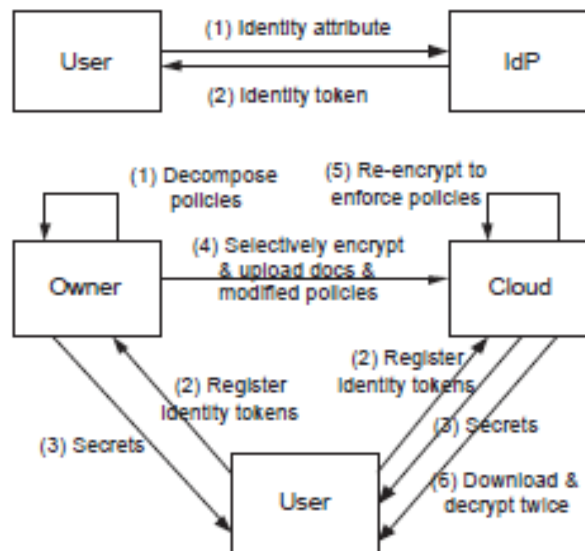 (1) Identity attribute
User
IdP
(2) Identity token
(1) Decompose
policies
(5) Re-encrypt to
enforce policies
Owner
(4) Selectively encrypt
& upload docs &
modified policies
Cloud
(2) Register
identity tokens
(2) Register
identity tokens
(3) Secrets
(3) Secrets
User
(6) Download &
decrypt twice